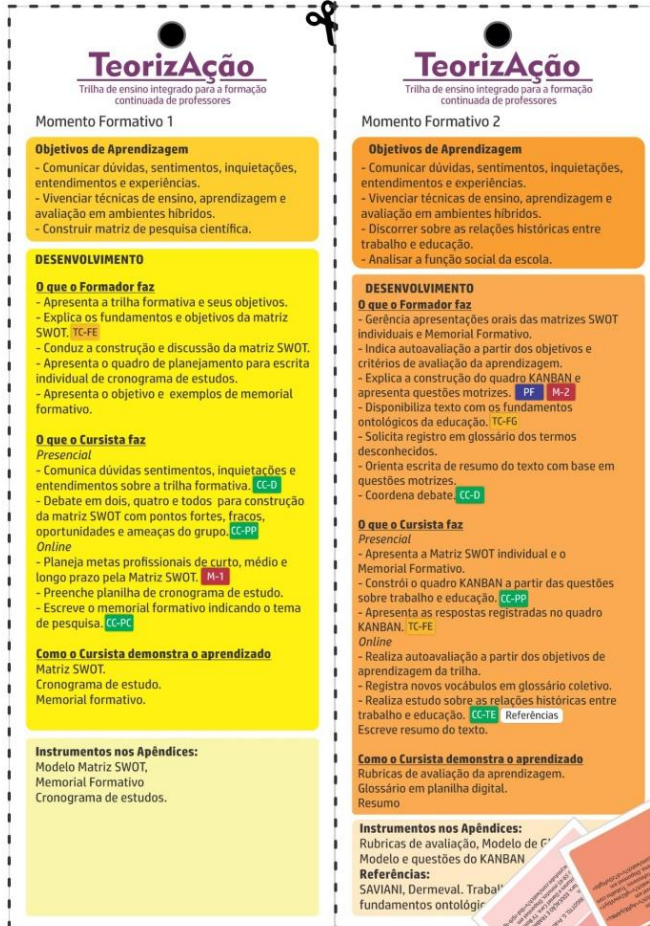 TeorizAção
Trilha de ensino integrado para a formação
continuada de professores
Momento Formativo 1
Objetivos de Aprendizagem
- Comunicar dúvidas, sentimentos, inquietações,
entendimentos e experiências.
- Vivenciar técnicas de ensino, aprendizagem e
avaliação em ambientes híbridos.
- Construir matriz de pesquisa científica.
DESENVOLVIMENTO
O que o Formador faz
- Apresenta a trilha formativa e seus objetivos.
- Explica os fundamentos e objetivos da matriz
SWOT. TC-FE
- Conduz a construção e discussão da matriz SWOT.
- Apresenta o quadro de planejamento para escrita
individual de cronograma de estudos.
- Apresenta o objetivo e exemplos de memorial
formativo.
O que o Cursista faz
Presencial
- Comunica dúvidas sentimentos, inquietações e
entendimentos sobre a trilha formativa. CC-D
- Debate em dois, quatro e todos para construção
da matriz SWOT com pontos fortes, fracos,
oportunidades e ameaças do grupo. CC-PP
Online
- Planeja metas profissionais de curto, médio e
longo prazo pela Matriz SWOT. M-1
- Preenche planilha de cronograma de estudo.
- Escreve o memorial formativo indicando o tema
de pesquisa. CC-PC
Como o Cursista demonstra o aprendizado
Matriz SWOT.
Cronograma de estudo.
Memorial formativo.
Instrumentos nos Apêndices:
Modelo Matriz SWOT,
Memorial Formativo
Cronograma de estudos.
TeorizAção
Trilha de ensino integrado para a formação
continuada de professores
Momento Formativo 2
Objetivos de Aprendizagem
- Comunicar dúvidas, sentimentos, inquietações,
entendimentos e experiências.
- Vivenciar técnicas de ensino, aprendizagem e
avaliação em ambientes híbridos.
- Discorrer sobre as relações históricas entre
trabalho e educação.
- Analisar a função social da escola.
DESENVOLVIMENTO
O que o Formador faz
- Gerência apresentações orais das matrizes SWOT
individuais e Memorial Formativo.
- Indica autoavaliação a partir dos objetivos e
critérios de avaliação da aprendizagem.
- Explica a construção do quadro KANBAN e
apresenta questões motrizes. PF M-2
- Disponibiliza texto com os fundamentos
ontológicos da educação. TC-FG
- Solicita registro em glossário dos termos
desconhecidos.
- Orienta escrita de resumo do texto com base em
questões motrizes.
- Coordena debate. CC-D
O que o Cursista faz
Presencial
- Apresenta a Matriz SWOT individual e o
Memorial Formativo.
- Constrói o quadro KANBAN a partir das questões
sobre trabalho e educação. CC-PP
- Apresenta as respostas registradas no quadro
KANBAN. TC-FE
Online
- Realiza autoavaliação a partir dos objetivos de
aprendizagem da trilha.
- Registra novos vocábulos em glossário coletivo.
- Realiza estudo sobre as relações históricas entre
trabalho e educação. CC-TE Referências
Escreve resumo do texto.
Como o Cursista demonstra o aprendizado
Rubricas de avaliação da aprendizagem.
Glossário em planilha digital.
Resumo
Instrumentos nos Apêndices:
Rubricas de avaliação, Modelo de
Modelo e questões do KANBAN
Referências:
SAVIANI, Dermeval.
fundamentos